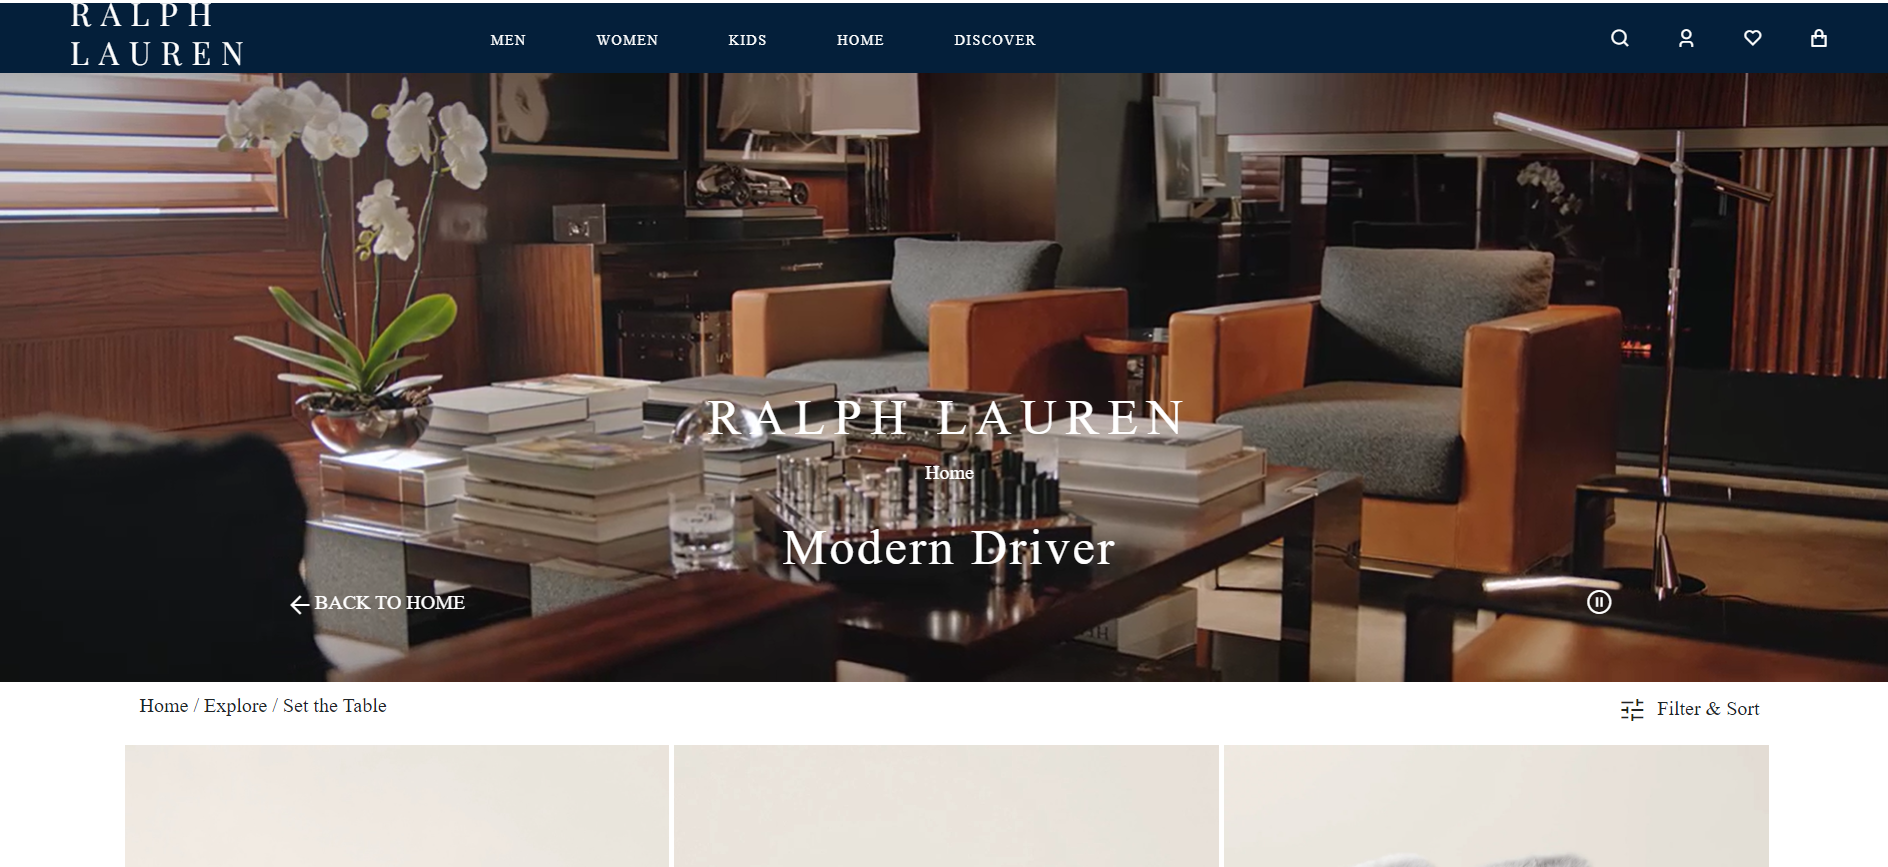 RALPH
LAUREN
MEN WOMEN KIDS HOME DISCOVER
RALPH LAUREN
Home
Modern Driver
BACK TO HOME
Home / Explore / Set the Table
Filter & Sort